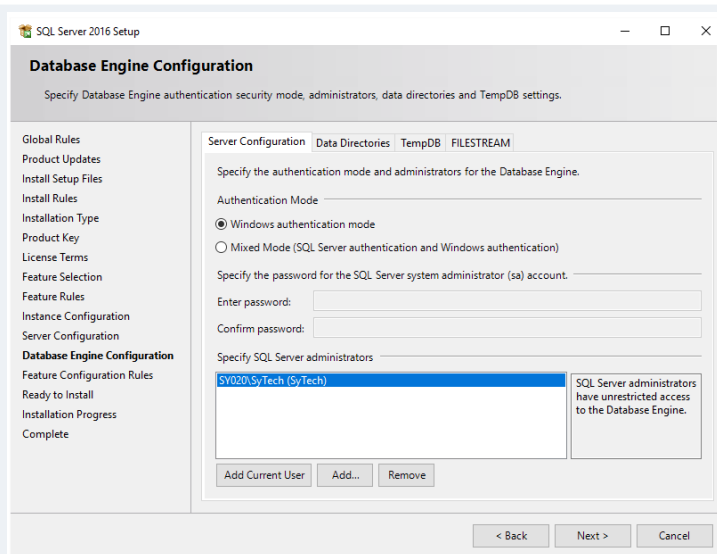 SQL Server 2016 Setup
Database Engine Configuration
Specify Database Engine authentication security mode, administrators, data directories and TempDB settings.
Global Rules
Product Updates
Install Setup Files
Install Rules
Installation Type
Product Key
License Terms
Feature Selection
Feature Rules
Instance Configuration
Server Configuration
Database Engine Configuration
Feature Configuration Rules
Ready to Install
Installation Progress
Complete
Server Configuration Data Directories TempDB FILESTREAM
Specify the authentication mode and administrators for the Database Engine.
Authentication Mode
Windows authentication mode
Mixed Mode (SQL Server authentication and Windows authentication)
Specify the password for the SQL Server system administrator (sa) account.
Enter password:
Confirm password:
Specify SQL Server administrators
SY020\SyTech (SyTech)
SQL Server administrators
have unrestricted access
to the Database Engine.
Add Current User Add... Remove
< Back Next > Cancel